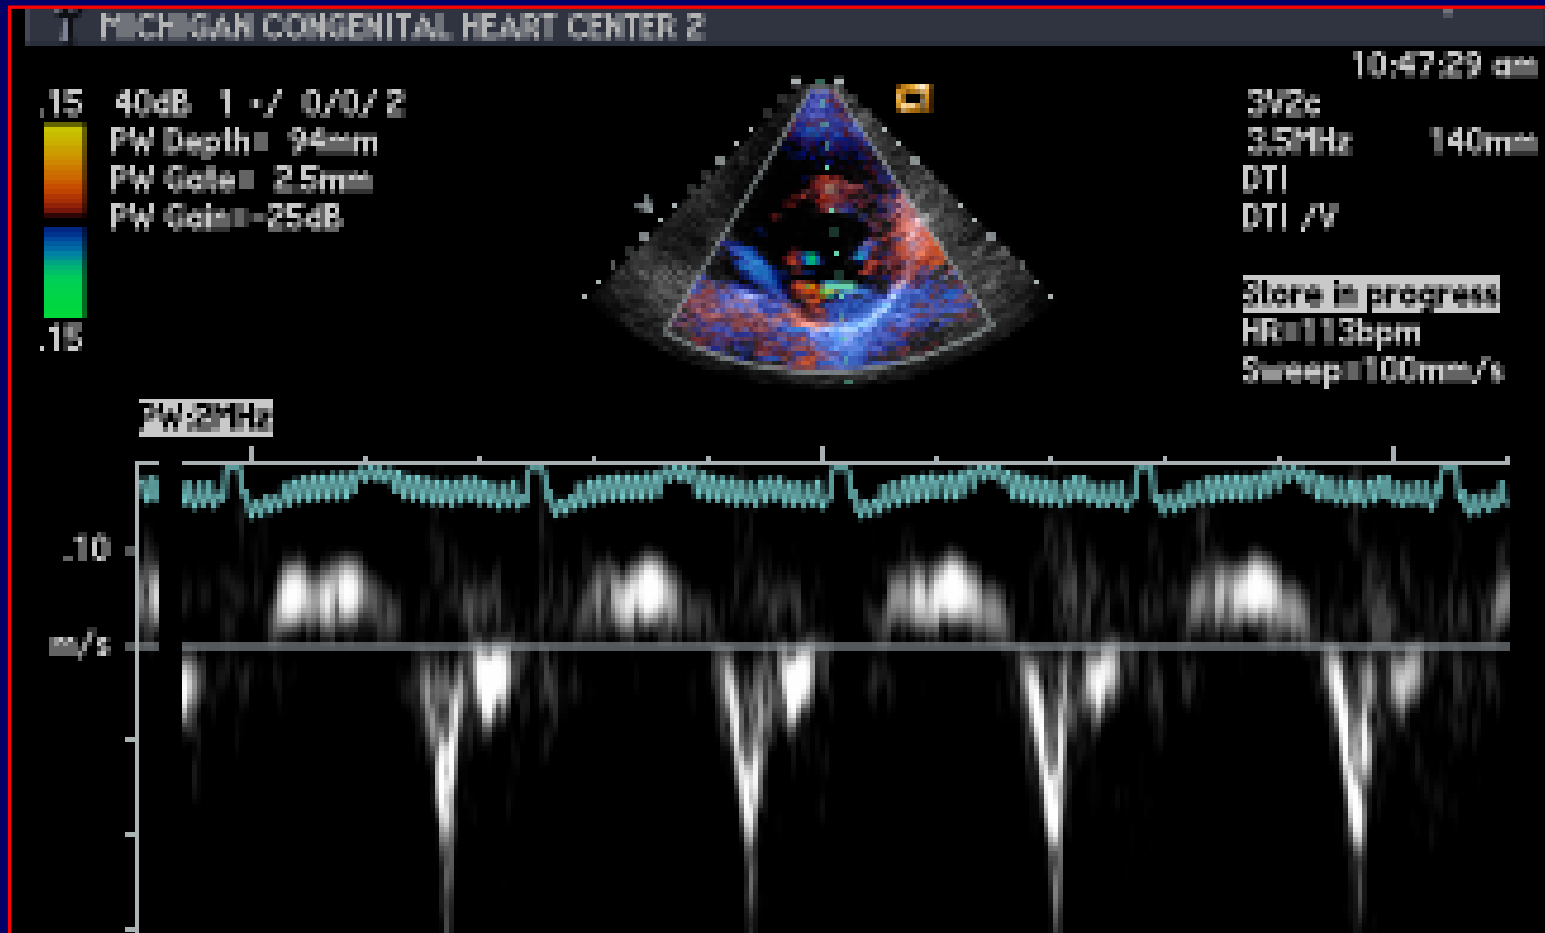 MICHIGAN CONGENITAL HEART CENTER 2
10:47:29 am
.15 40dB 1 •/ 0/0/2
PW Depth= 94mm
PW Gate= 2.5mm
PW Gain=-25dB
.15
3V2c
3.5MHz 140mm
DTI
DTI /V
Store in progress
HR=113bpm
Sweep=100mm/s
PW:2MHz
.10
m/s